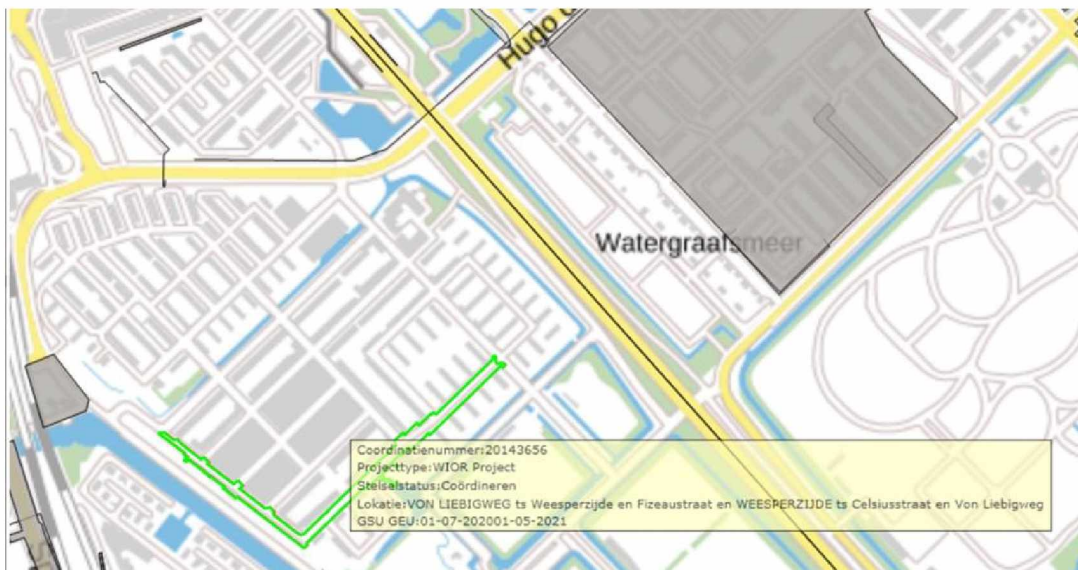 Hugo
Watergraafsmeer
Coordinatienummer:20143656
Projecttype:WIOR Project
Stelselstatus:Coördineren
Lokatie:VON LIEBIGWEG ts Weesperzijde en Fizeaustraat en WEESPERZIJDE ts Celsiusstraat en Von Liebigweg
GSU GEU:01-07-202001-05-2021